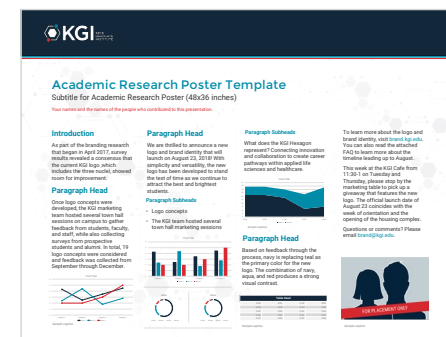 KGI
Academic Research Poster Template
Subtitle for Academic Research Poster (48x36 inches)
Your names and the names of the people who contributed to this presentation.
Introduction
As part of the branding research
that began in April 2017, survey
results revealed a consensus that
the current KGI logo ,which
includes the three nuclei, showed
room for improvement.
Paragraph Head
Once logo concepts were
developed, the KGI marketing
team hosted several town hall
sessions on campus to gather
feedback from students, faculty,
and staff, while also collecting
surveys from prospective
students and alumni. In total, 19
logo concepts were considered
and feedback was collected from
September through December.
Sample caption
Paragraph Head
We are thrilled to announce a new
logo and brand identity that will
launch on August 23, 2018! With
simplicity and versatility, the new
logo has been developed to stand
the test of time as we continue to
attract the best and brightest
students.
Paragraph Subheads
- Logo concepts
- The KGI team hosted several
town hall marketing sessions
Sample caption
Paragraph Subheads
What does the KGI Hexagon
represent? Connecting innovation
and collaboration to create career
pathways within applied life
sciences and healthcare.
Sample caption
Paragraph Head
Based on feedback through the
process, navy is replacing teal as
the primary color for the new
logo. The combination of navy,
aqua, and red produces a strong
visual contrast.
Table Head
Sample caption
To learn more about the logo and
brand identity, visit brand.kgi.edu.
You can also read the attached
FAQ to learn more about the
timeline leading up to August.
This week at the KGI Cafe from
11:30-1 on Tuesday and
Thursday, please stop by the
marketing table to pick up a
giveaway that features the new
logo. The official launch date of
August 23 coincides with the
week of orientation and the
opening of the housing complex.
Questions or comments? Please
email brand@kgi.edu.
FOR PLACEMENT ONLY
Sample caption